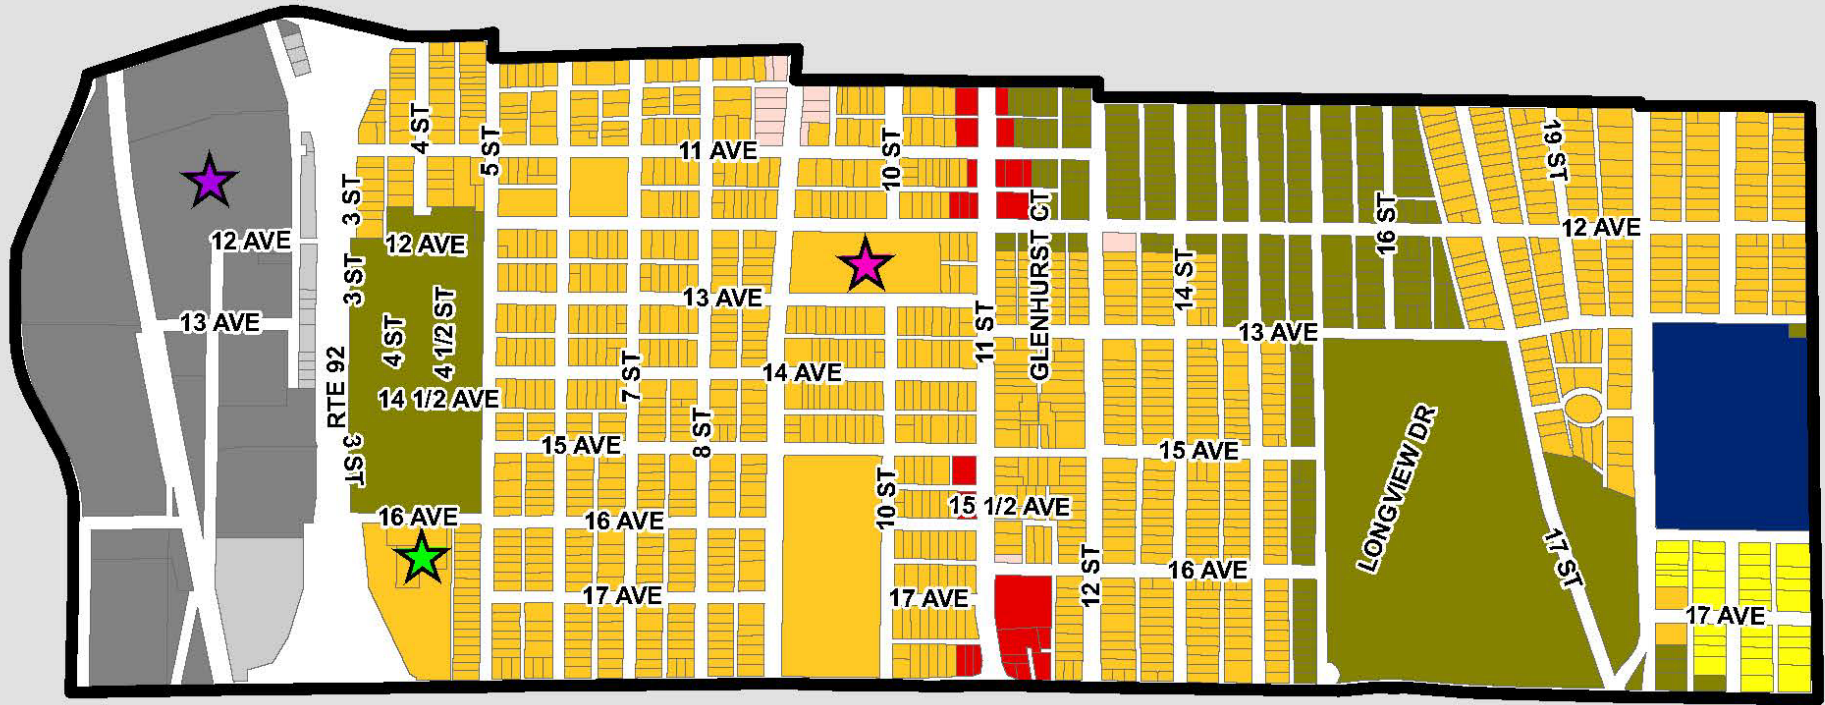 4 ST
5 ST
11 AVE
10 ST
19 ST
3 ST
12 AVE
12 AVE
GLENHURST CT
16 ST
12 AVE
3 ST
4 1/2 ST
13 AVE
14 ST
13 AVE
4 ST
11 ST
13 AVE
RTE 92
7 ST
14 AVE
14 1/2 AVE
3 ST
15 AVE
8 ST
15 AVE
LONGVIEW DR
10 ST
15 1/2 AVE
16 AVE
16 AVE
12 ST
16 AVE
17 ST
17 AVE
17 AVE
17 AVE